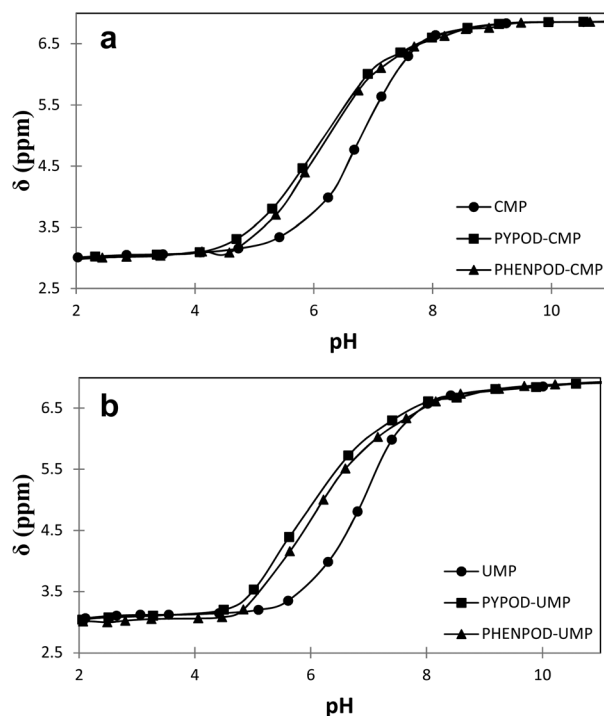 a
6.5
5.5
4.5
3.5
2.5
δ (ppm)
CMP
PYPOD-CMP
PHENPOD-CMP
2 4 6 8 10
pH
b
6.5
5.5
4.5
3.5
2.5
δ (ppm)
UMP
PYPOD-UMP
PHENPOD-UMP
2 4 6 8 10
pH